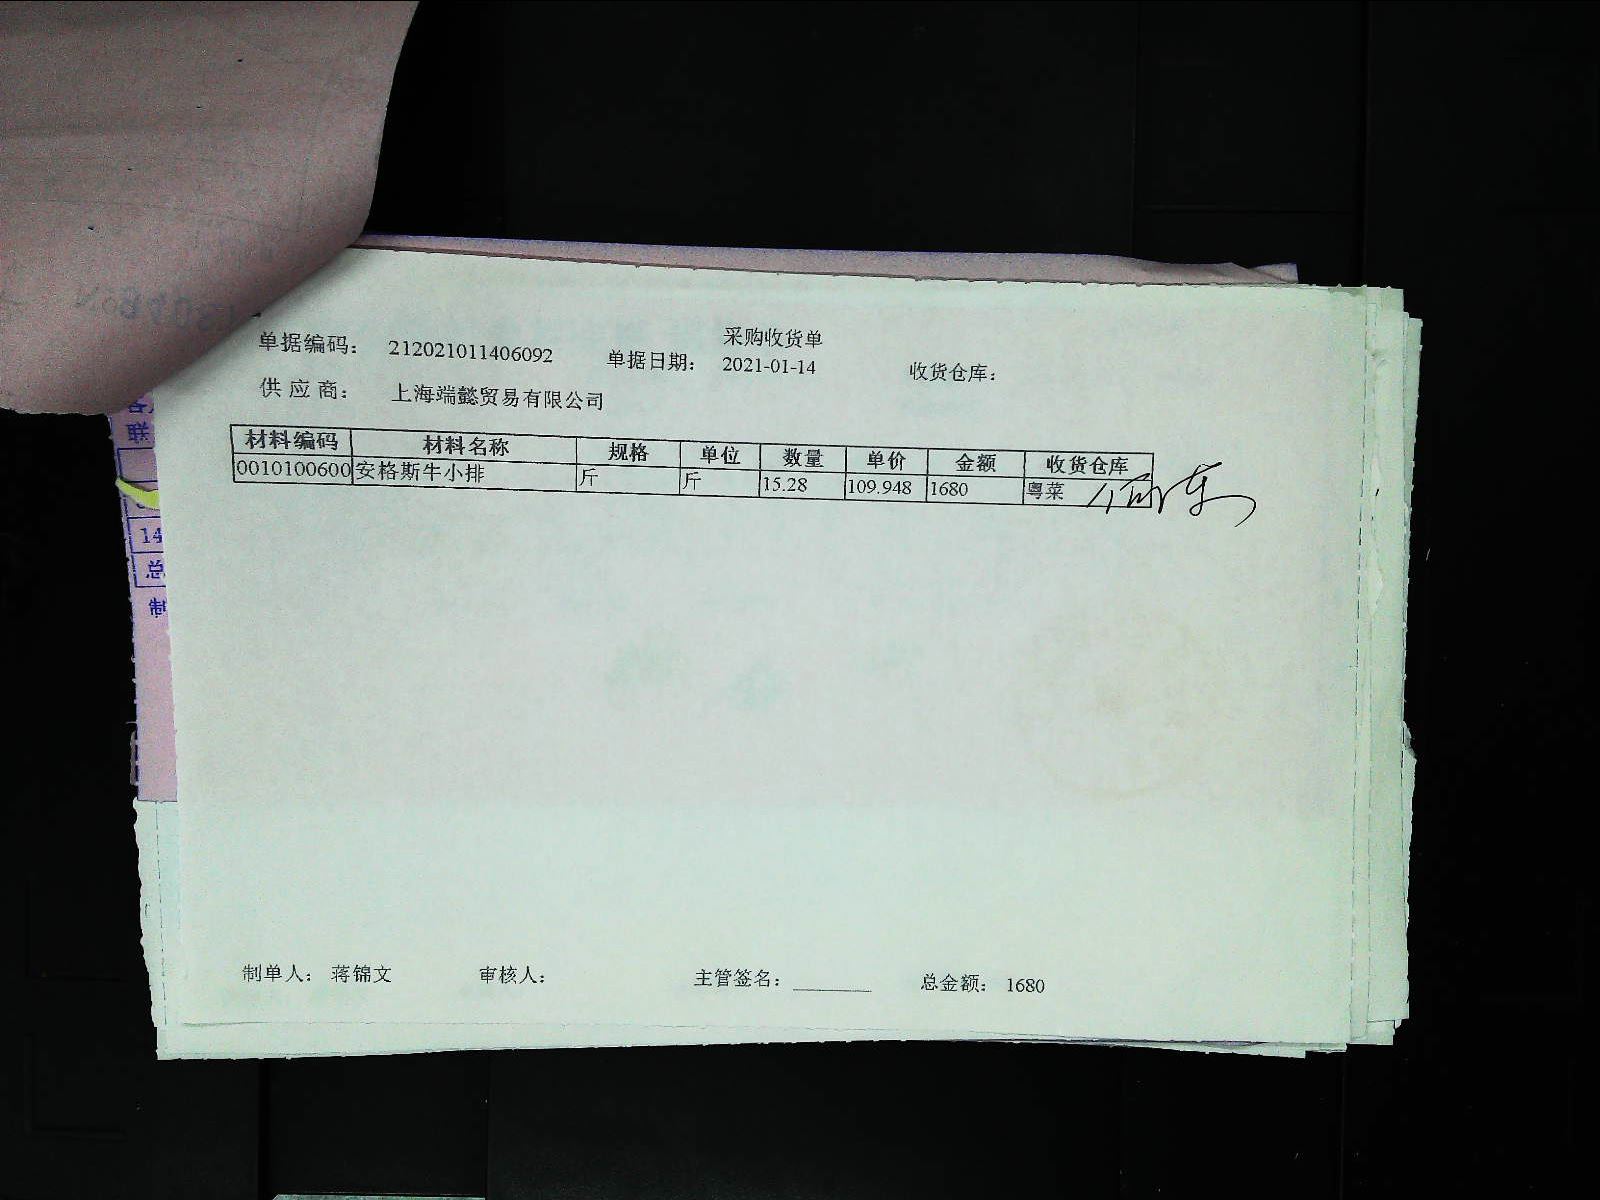 采购收货单
单据编码: 212021011406092 单据日期: 2021-01-14 收货仓库:
供 应 商: 上海端懿贸易有限公司
材料编码 材料名称 规格 单位 数量 单价 金额 收货仓库
0010100600 安格斯牛小排 斤 斤 15.28 109.948 1680 粤菜
14
总
制
制单人: 蒋锦文 审核人: 主管签名: ________ 总金额: 1680